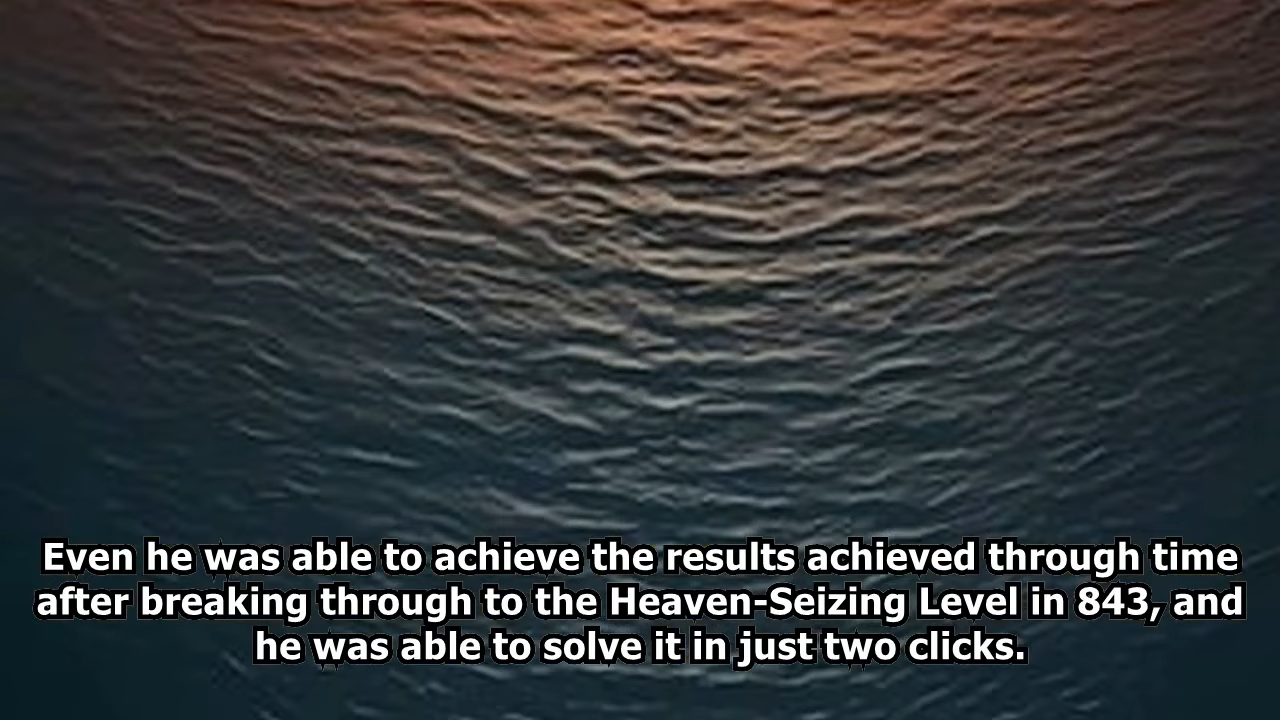 Even he was able to achieve the results achieved through time
after breaking through to the Heaven-Seizing Level in 843, and
he was able to solve it in just two clicks.